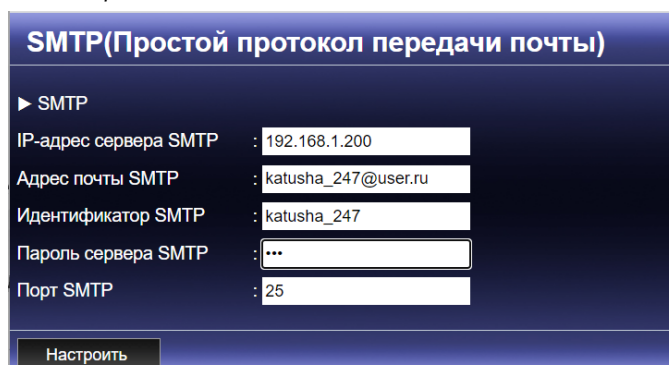 SMTP(Простой протокол передачи почты)
▶ SMTP
IP-адрес сервера SMTP : 192.168.1.200
Адрес почты SMTP : katusha_247@user.ru
Идентификатор SMTP : katusha_247
Пароль сервера SMTP : •••
Порт SMTP : 25
Настроить